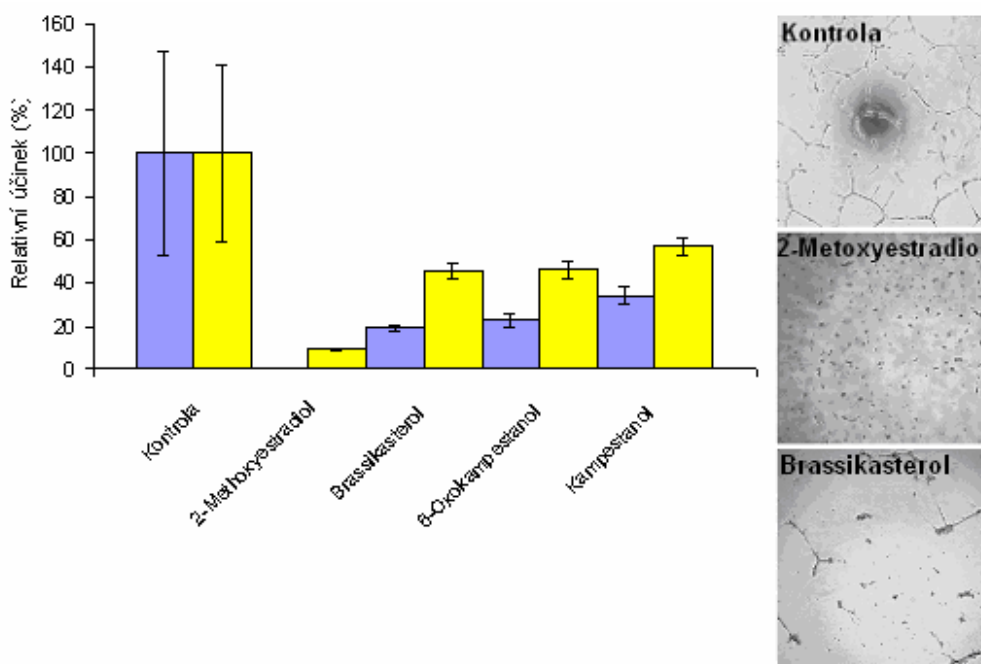 Relativní účinek (%)
160
140
120
100
80
60
40
20
0
Kontrola
2-Methoxyestradiol
Brassikasterol
6-Oxokampestanol
Kampestanol
Kontrola
2-Metoxyestradio
Brassikasterol